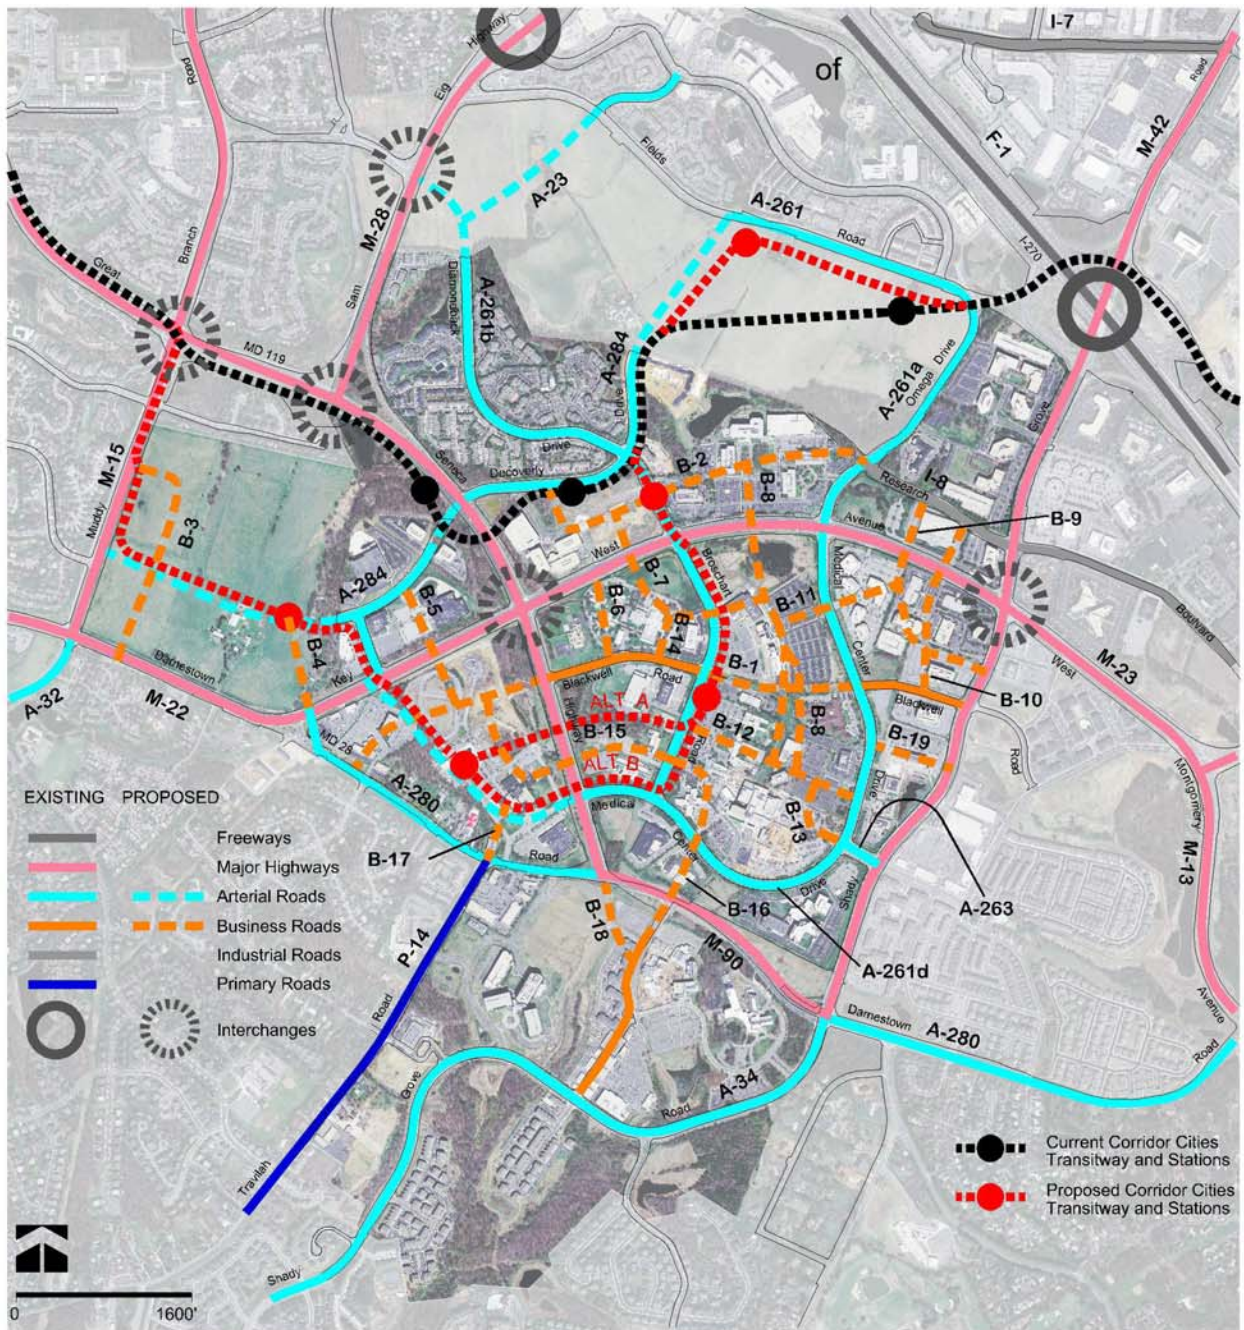 I-7
of
Highway
Road
Road
Eig
M-42
F-1
Fields
A-23
A-261
Road
M-28
Branch
I-270
Great
Diamondback
A-261b
Sam
MD 119
A-284
Drive
A-261a
Omega Drive
Grove
Drive
Decoverly
Seneca
B-2
B-8
M-15
Research
I-8
Muddy
B-3
Avenue
B-9
West
Broschart
Medical
A-284
B-7
B-5
B-6
B-11
Boulvard
B-14
B-4
Key
Darnestown
M-22
A-32
Blackwell
Road
B-1
Center
West
M-23
B-10
Blackwell
ALT. A
Highway
B-15
B-12
B-8
MD 28
Road
B-19
ALT. B
Road
A-280
Medical
Drive
B-13
Montgomery
EXISTING PROPOSED
Freeways
Major Highways
Arterial Roads
Business Roads
Industrial Roads
Primary Roads
Interchanges
B-17
Road
Center
Drive
Shady
M-13
B-16
A-263
B-18
M-90
A-261d
P-14
Road
Darnestown
A-280
Avenue
Road
Grove
A-34
Road
Travilah
Current Corridor Cities
Transitway and Stations
Proposed Corridor Cities
Transitway and Stations
Shady
0 1600'